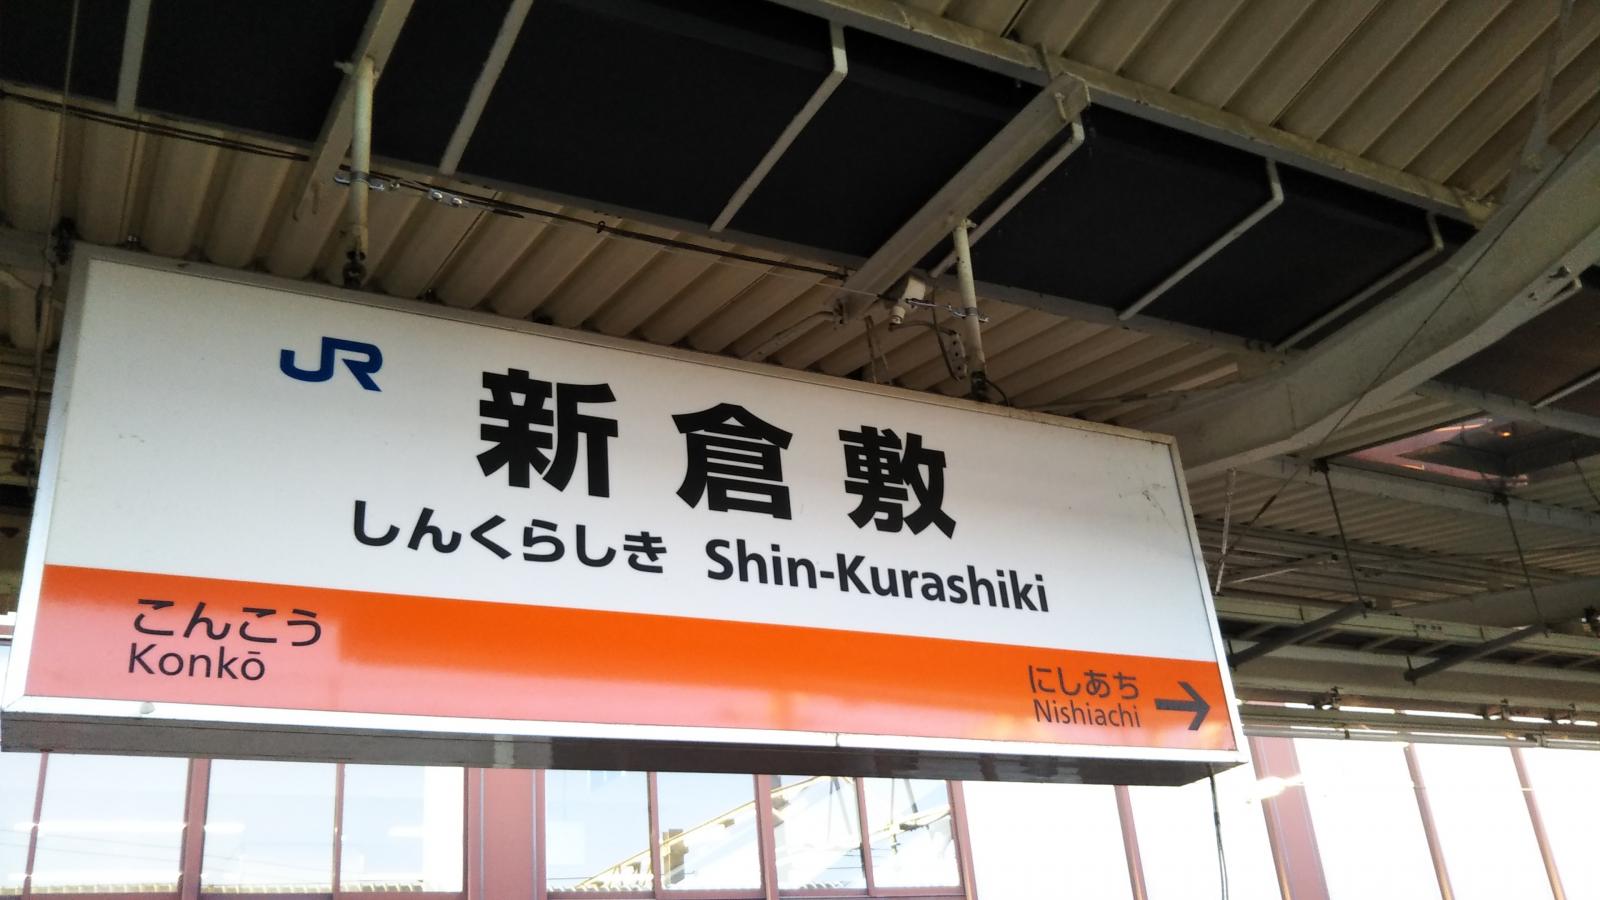 JR
新倉敷
しんくらしき Shin-Kurashiki
こんこう
Konkō
にしあち
Nishiachi →